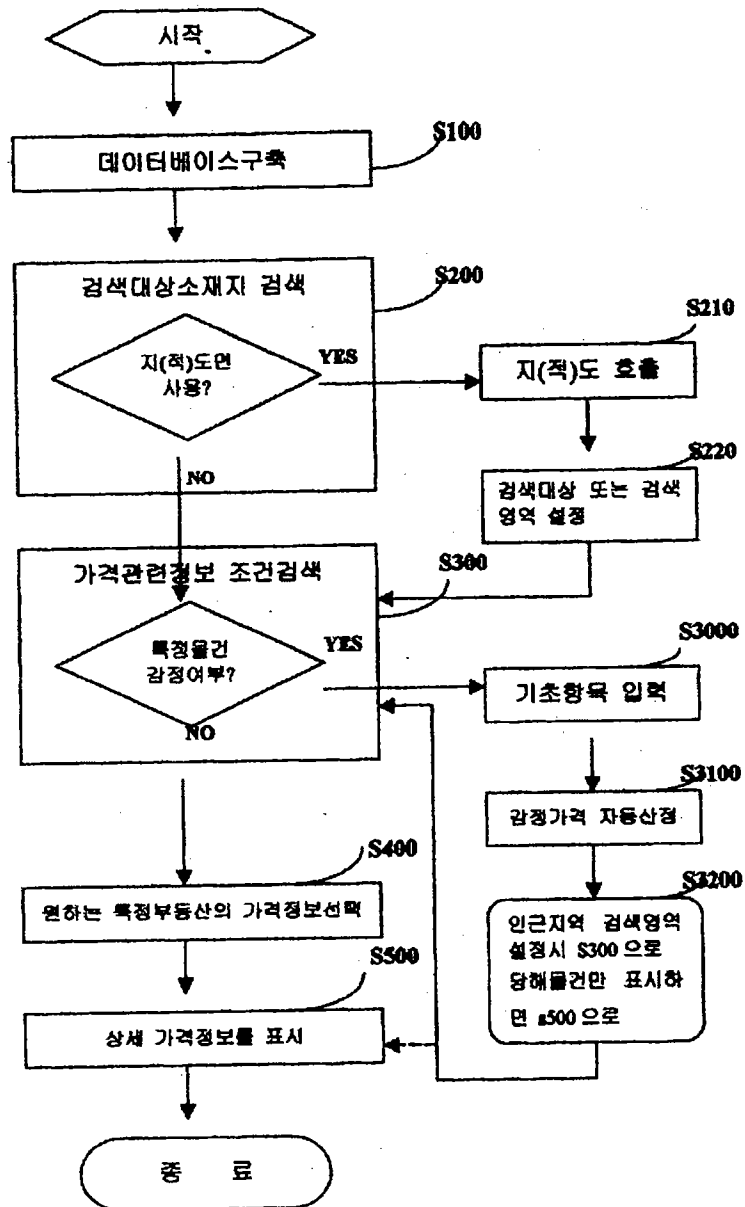 시작
S100
데이터베이스구축
S200
검색대상소재지 검색
지(적)도면
사용?
YES
NO
S210
지(적)도 호출
S220
검색대상 또는 검색
영역 설정
S300
가격관련정보 조건검색
특정물건
감정여부?
YES
NO
S3000
기초항목 입력
S3100
감정가격 자동산정
S3200
인근지역 검색영역
설정시 S300 으로
당해물건만 표시하
면 s500 으로
S400
원하는 특정부동산의 가격정보선택
S500
상세 가격정보를 표시
종 료